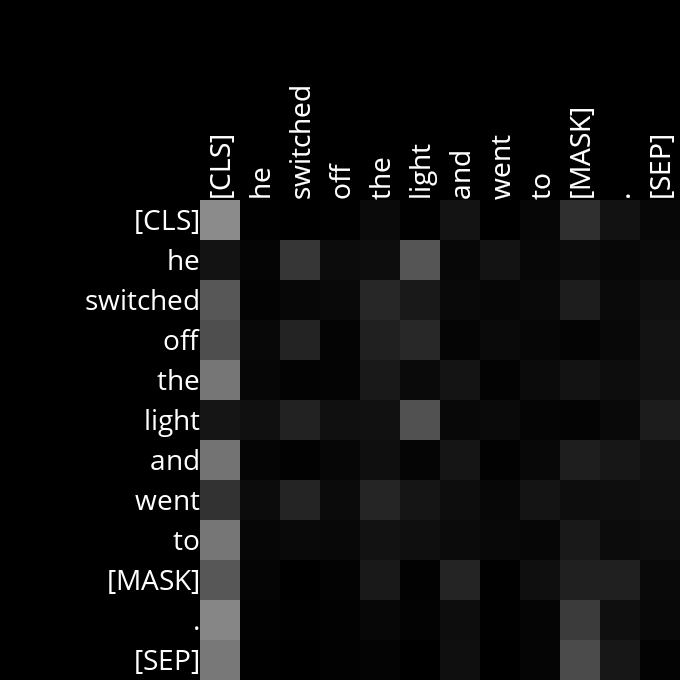 [CLS] he switched off the light and went to [MASK] . [SEP]
[CLS]
he
switched
off
the
light
and
went
to
[MASK]
.
[SEP]